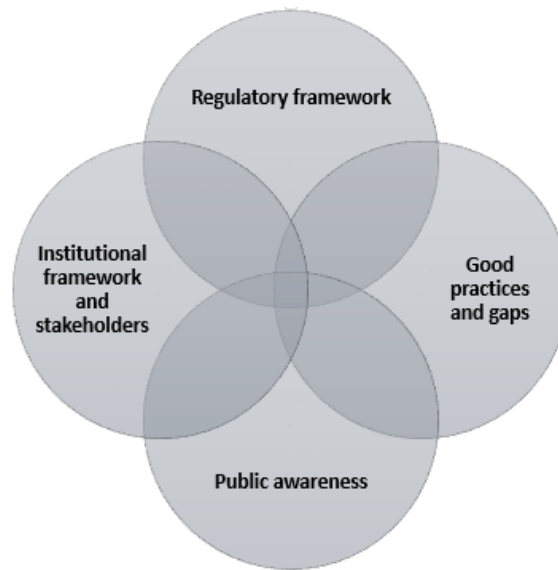 Regulatory framework
Institutional
framework
and
stakeholders
Good
practices
and gaps
Public awareness